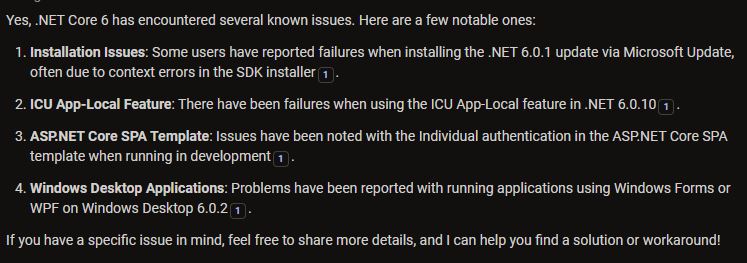 Yes, .NET Core 6 has encountered several known issues. Here are a few notable ones:
1. Installation Issues: Some users have reported failures when installing the .NET 6.0.1 update via Microsoft Update,
often due to context errors in the SDK installer 1 .
2. ICU App-Local Feature: There have been failures when using the ICU App-Local feature in .NET 6.0.10 1 .
3. ASP.NET Core SPA Template: Issues have been noted with the Individual authentication in the ASP.NET Core SPA
template when running in development 1 .
4. Windows Desktop Applications: Problems have been reported with running applications using Windows Forms or
WPF on Windows Desktop 6.0.2 1 .
If you have a specific issue in mind, feel free to share more details, and I can help you find a solution or workaround!